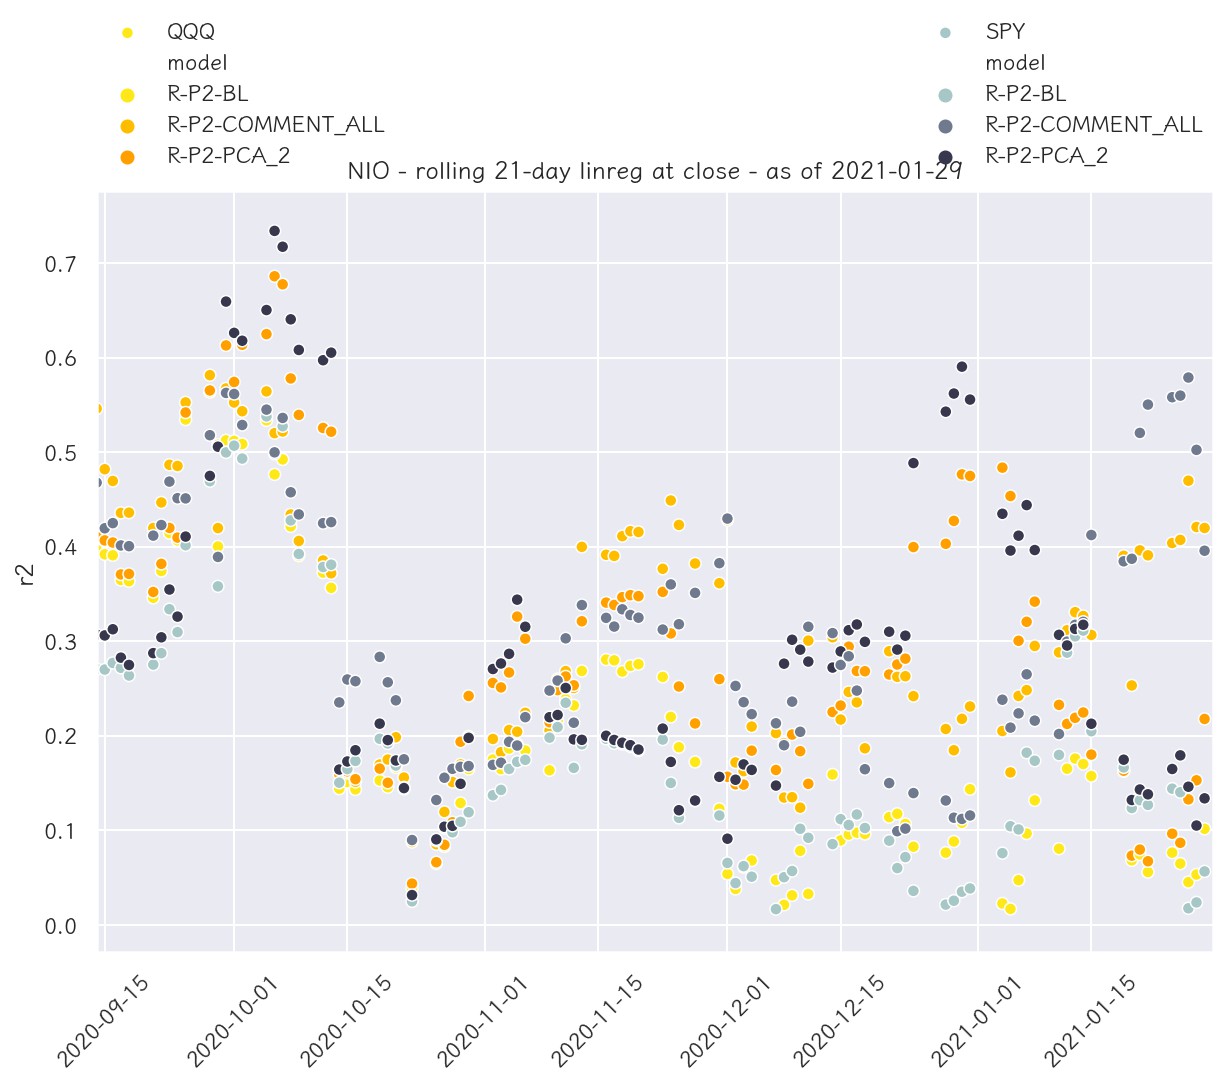 QQQ
model
R-P2-BL
R-P2-COMMENT_ALL
R-P2-PCA_2
SPY
model
R-P2-BL
R-P2-COMMENT_ALL
R-P2-PCA_2
NIO - rolling 21-day linreg at close - as of 2021-01-29
r2
0.7
0.6
0.5
0.4
0.3
0.2
0.1
0.0
2020-09-15
2020-10-01
2020-10-15
2020-11-01
2020-11-15
2020-12-01
2020-12-15
2021-01-01
2021-01-15